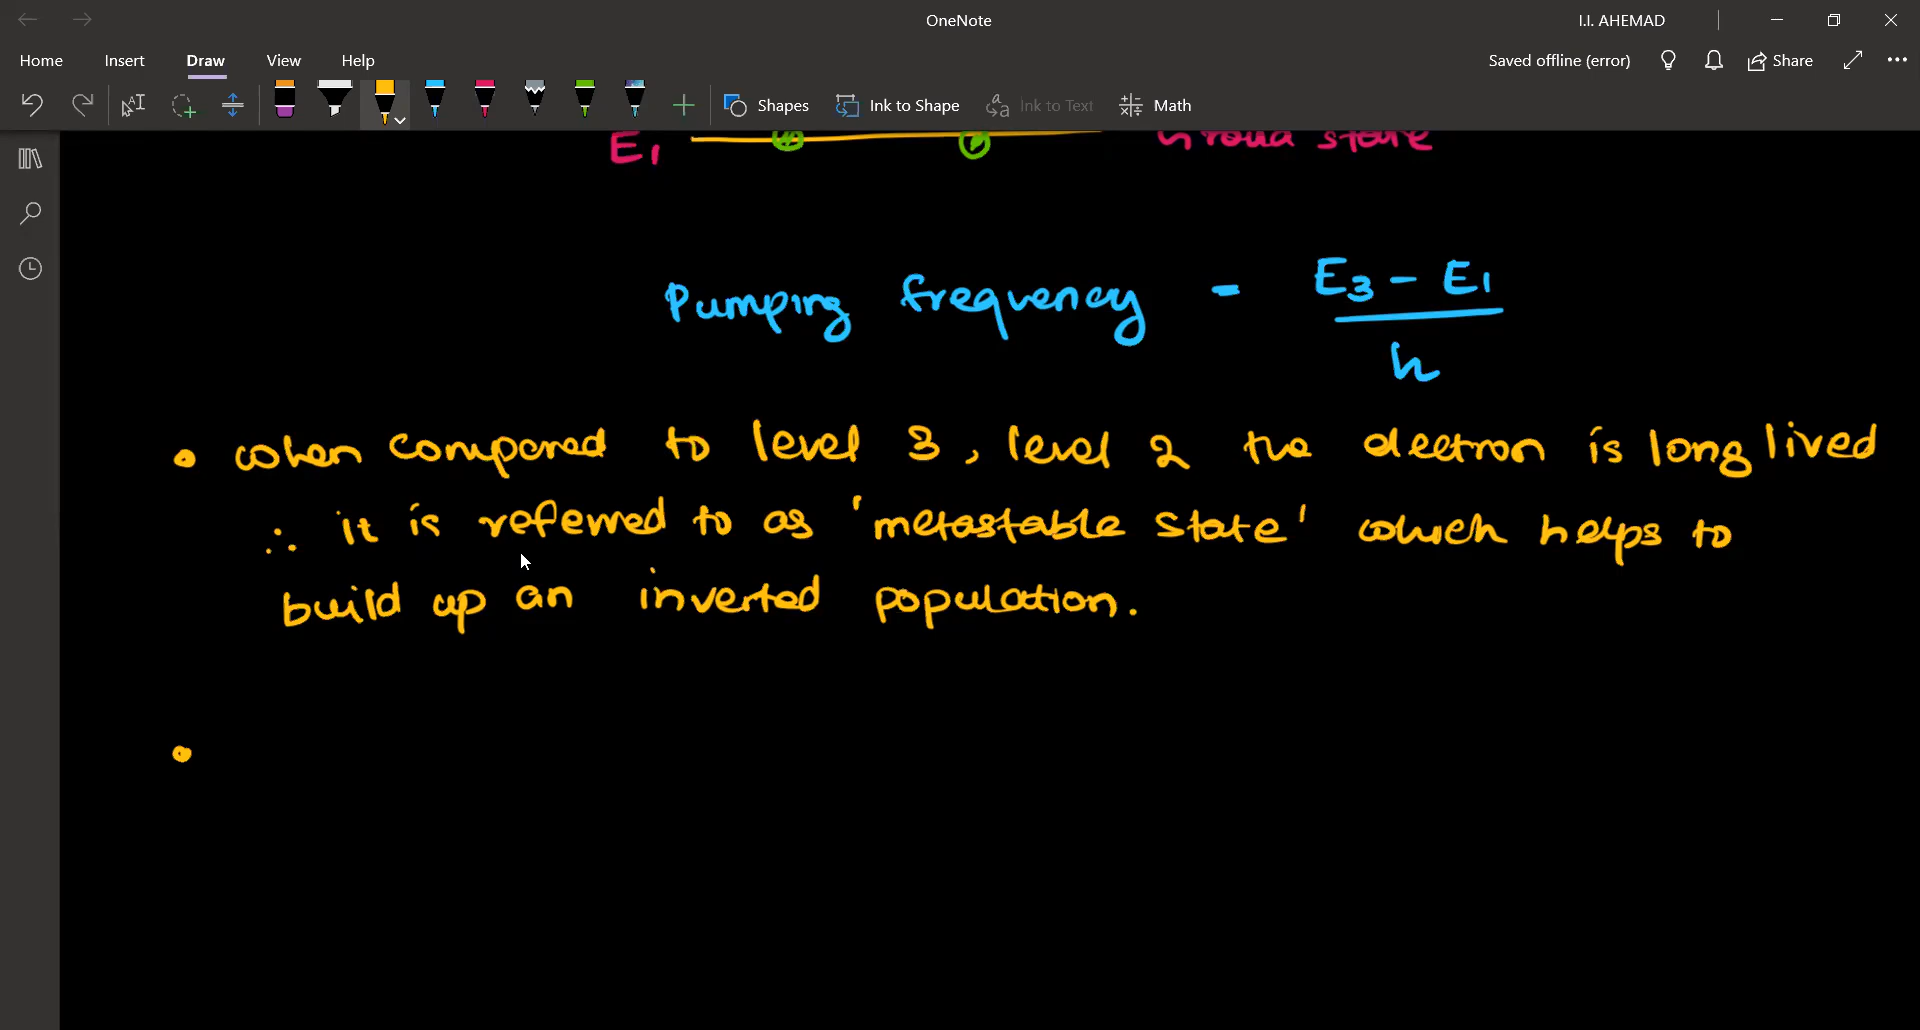 OneNote
I.I. AHEMAD
Home Insert Draw View Help
Saved offline (error) Share
Shapes Ink to Shape Ink to Text Math
E1 Groud state
Pumping frequency = E3 - E1
h
• when compared to level 3, level 2 the electron is long lived
∴ it is referred to as 'metastable state' which helps to
build up an inverted population.
•